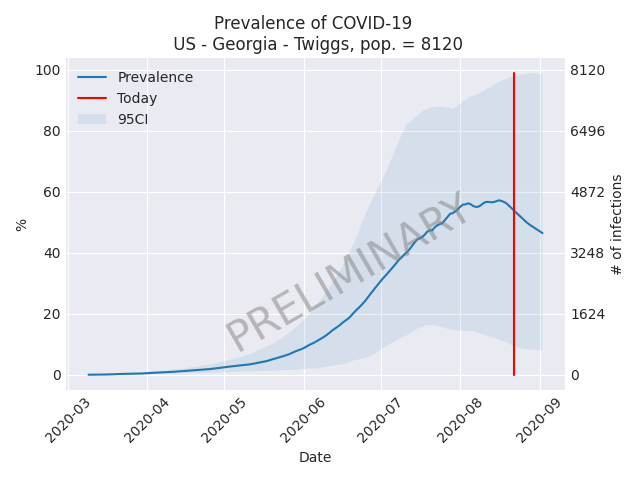 Prevalence of COVID-19
US - Georgia - Twiggs, pop. = 8120
Prevalence
Today
95CI
100
80
60
40
20
0
%
8120
6496
4872
3248
1624
0
# of infections
PRELIMINARY
2020-03
2020-04
2020-05
2020-06
2020-07
2020-08
2020-09
Date